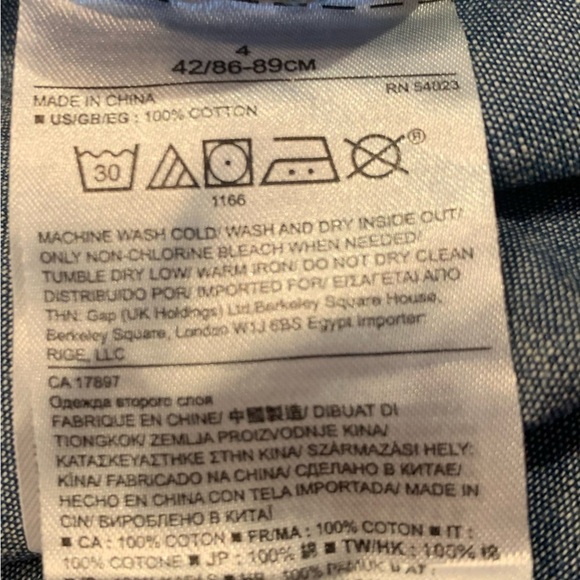 4
42/86-89CM
RN 54023
MADE IN CHINA
■ US/GB/EG : 100% COTTON
30
®
1166
MACHINE WASH COLD/ WASH AND DRY INSIDE OUT/
ONLY NON-CHLORINE BLEACH WHEN NEEDED/
TUMBLE DRY LOW/ WARM IRON/ DO NOT DRY CLEAN
DISTRIBUIDO POR/ IMPORTED FOR/ ΕΙΣΑΓΕΤΑΙ ΑΠΟ
ΤΗΝ: Gap (UK Holdings) Ltd,Berkeley Square House,
Berkeley Square, London W1J 6BS Egypt Importer:
RIGE, LLC
CA 17897
Одежда второго слоя
FABRIQUE EN CHINE/ 中國製造/ DIBUAT DI
TIONGKOK/ ZEMLJA PROIZVODNJE KINA/
ΚΑΤΑΣΚΕΥΑΣΤΗΚΕ ΣΤΗΝ ΚΙΝΑ/ SZÁRMAZÁSI HELY:
KÍNA/ FABRICADO NA CHINA/ СДЕЛАНО В КИТАЕ/
HECHO EN CHINA CON TELA IMPORTADA/ MADE IN
CIN/ ВИРОБЛЕНО В КИТАЇ
■ CA : 100% COTON ■ FR/MA : 100% COTON ■ IT :
100% COTONE ■ JP : 100% 綿 ■ TW/HK : 100% 棉
100% PAMUK